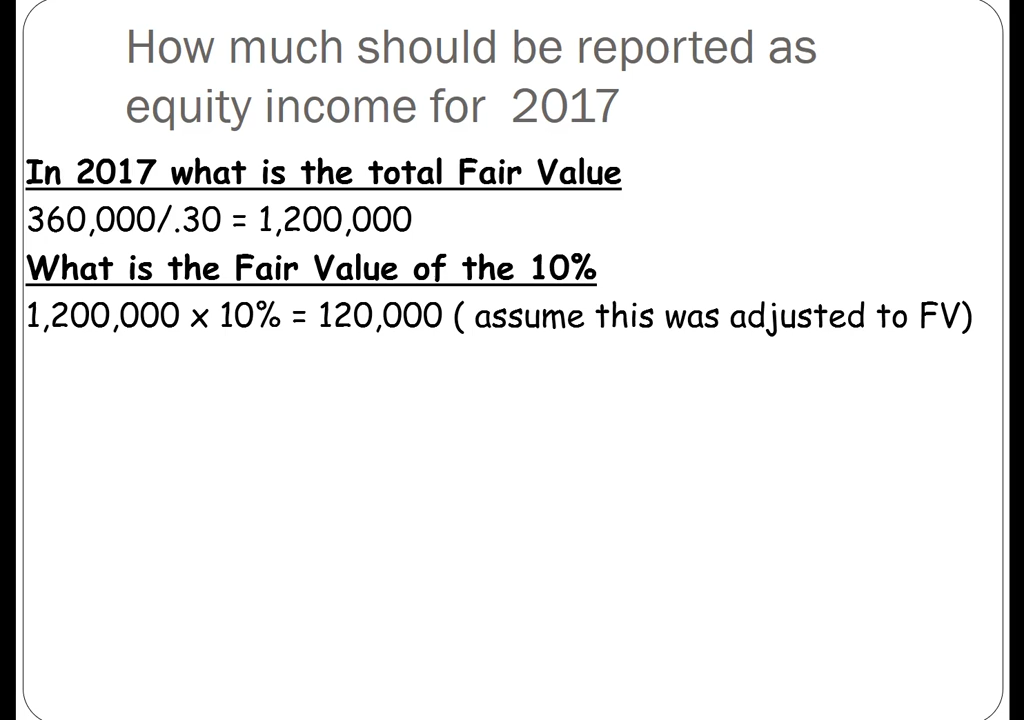 How much should be reported as
equity income for 2017
In 2017 what is the total Fair Value
360,000/.30 = 1,200,000
What is the Fair Value of the 10%
1,200,000 x 10% = 120,000 ( assume this was adjusted to FV)